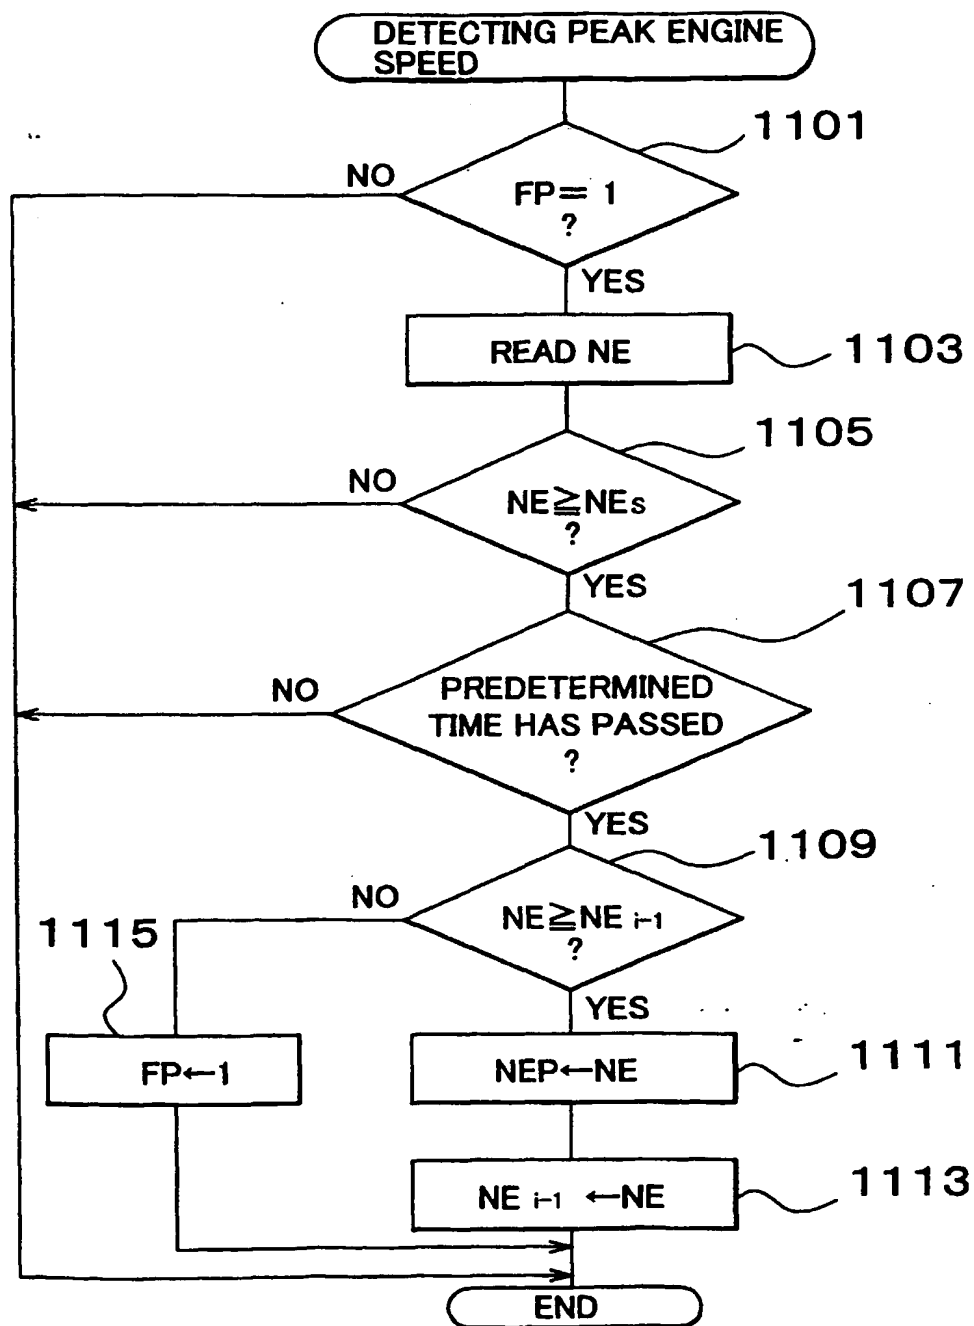 DETECTING PEAK ENGINE
SPEED
1101
NO
FP= 1
?
YES
READ NE
1103
1105
NO
NE≧NEs
?
YES
1107
NO
PREDETERMINED
TIME HAS PASSED
?
YES
1109
NO
NE≧NE i-1
?
1115
YES
FP←1
NEP←NE
1111
NE i-1 ←NE
1113
END